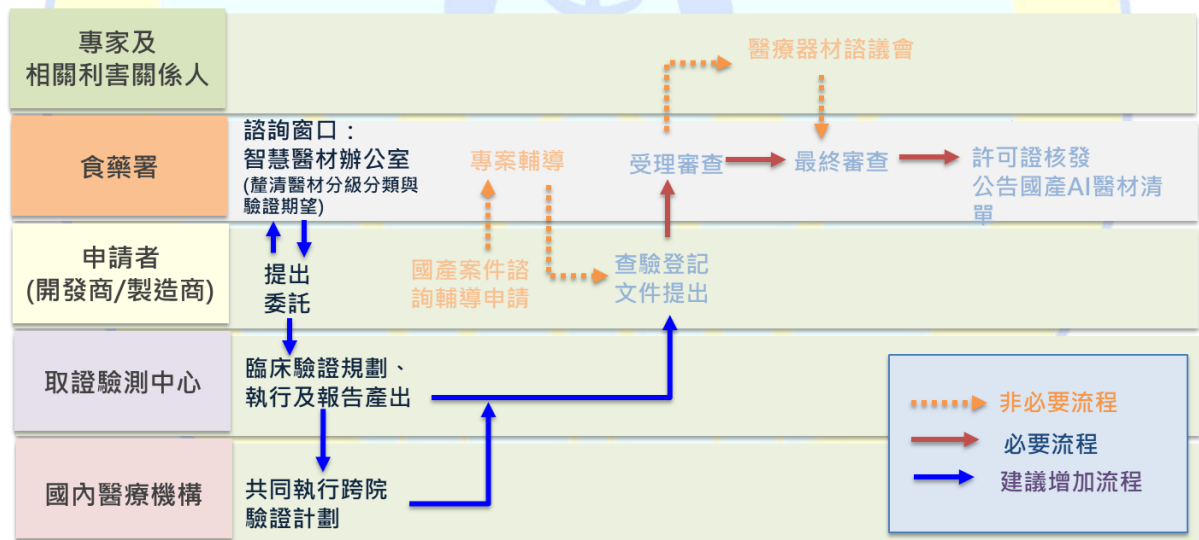 專家及
相關利害關係人
醫療器材諮議會
食藥署
諮詢窗口：
智慧醫材辦公室
(釐清醫材分級分類與
驗證期望)
專案輔導
受理審查
最終審查
許可證核發
公告國產AI醫材清
單
申請者
(開發商/製造商)
提出
委託
國產案件諮
詢輔導申請
查驗登記
文件提出
取證驗測中心
臨床驗證規劃、
執行及報告產出
國內醫療機構
共同執行跨院
驗證計劃
非必要流程
必要流程
建議增加流程